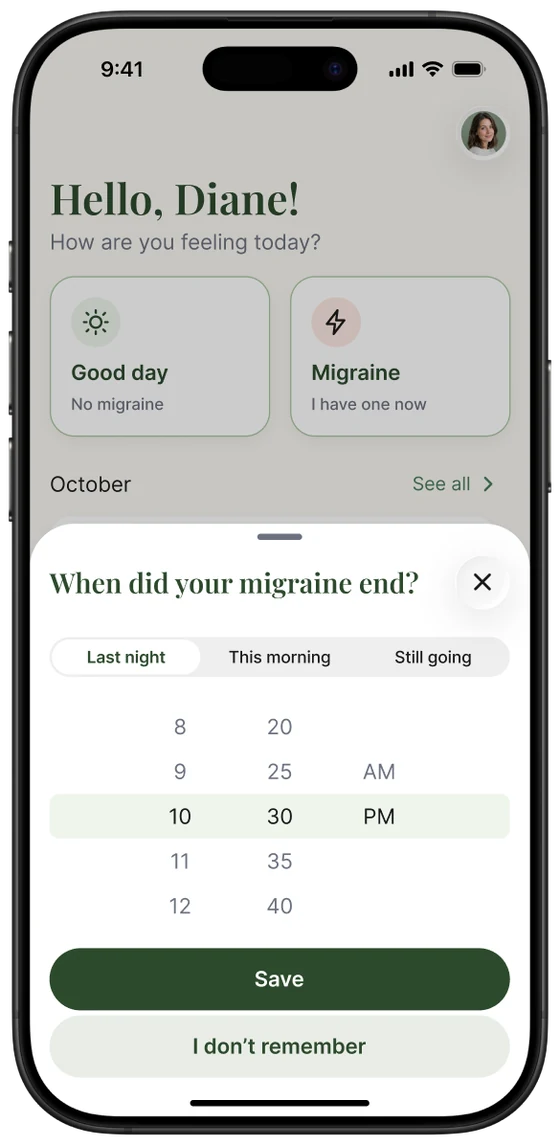 9:41
Hello, Diane!
How are you feeling today?
Good day
No migraine
Migraine
I have one now
October
See all
When did your migraine end?
Last night
This morning
Still going
8 20
9 25 AM
10 30 PM
11 35
12 40
Save
I don’t remember